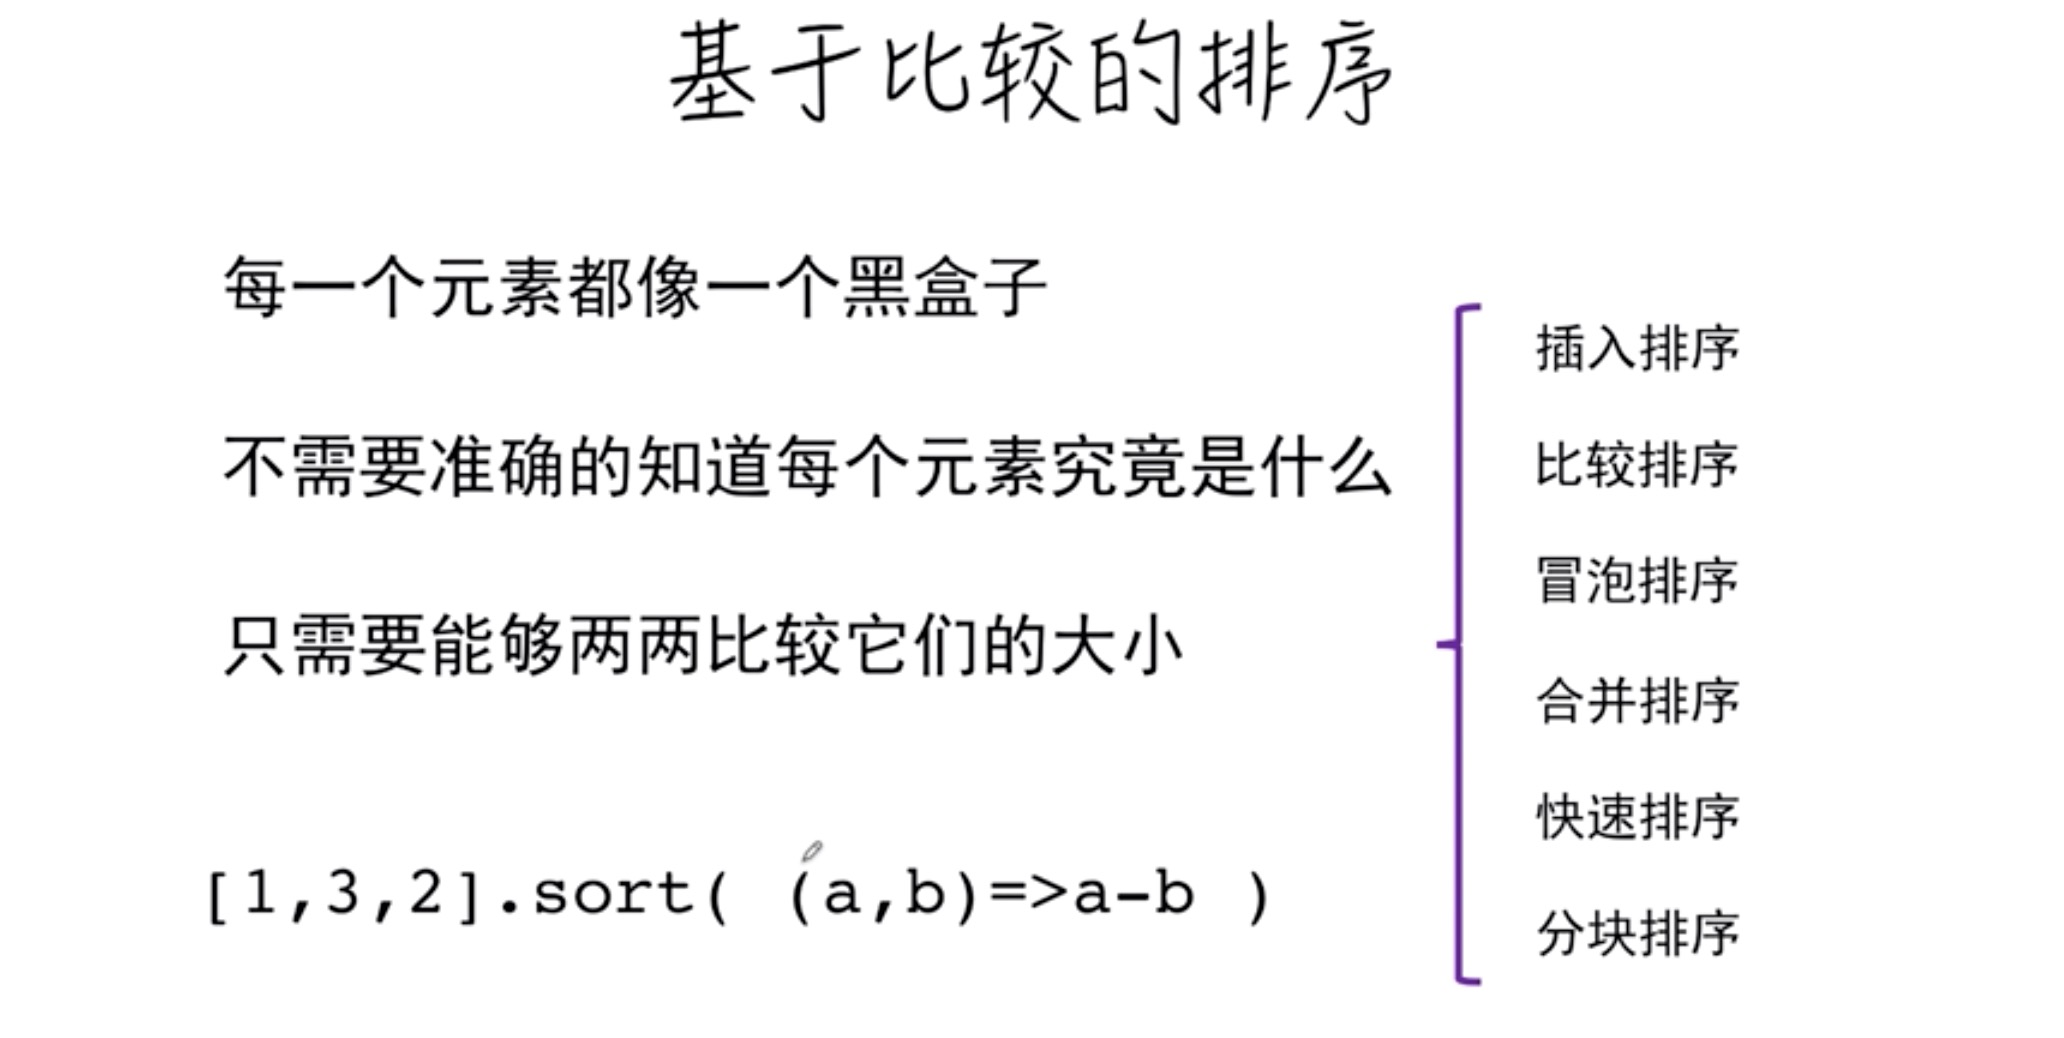 基于比较的排序
每一个元素都像一个黑盒子
不需要准确的知道每个元素究竟是什么
只需要能够两两比较它们的大小
[1,3,2].sort( (a,b)=>a-b )
插入排序
比较排序
冒泡排序
合并排序
快速排序
分块排序